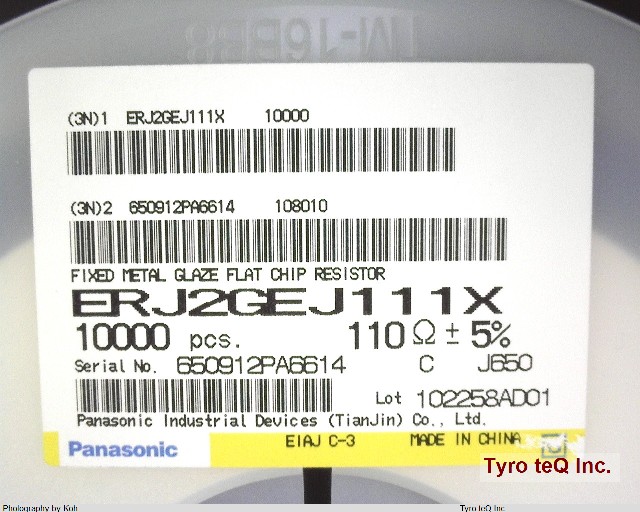 (3N)1 ERJ2GEJ111X 10000
(3N)2 650912PA6614 108010
FIXED METAL GLAZE FLAT CHIP RESISTOR
ERJ2GEJ111X
10000 pcs. 110 Ω ± 5%
Serial No. 650912PA6614 C J650
Lot 102258AD01
Panasonic Industrial Devices (TianJin) Co., Ltd.
Panasonic EIAJ C-3 MADE IN CHINA
Tyro teQ Inc.
Photography by Koh Tyro teQ Inc